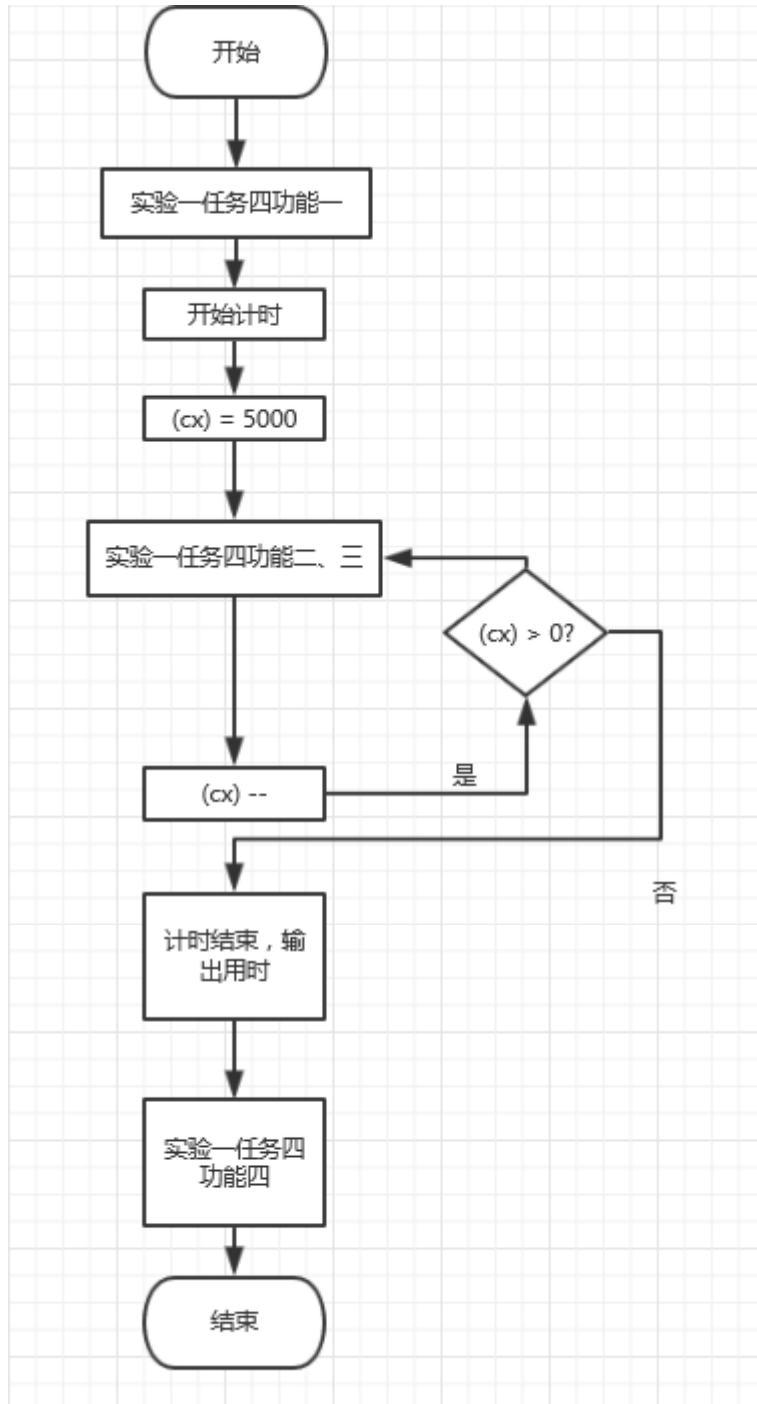 开始
实验一任务四功能一
开始计时
(cx) = 5000
实验一任务四功能二、三
(cx) > 0?
是
(cx) --
否
计时结束，输
出用时
实验一任务四
功能四
结束